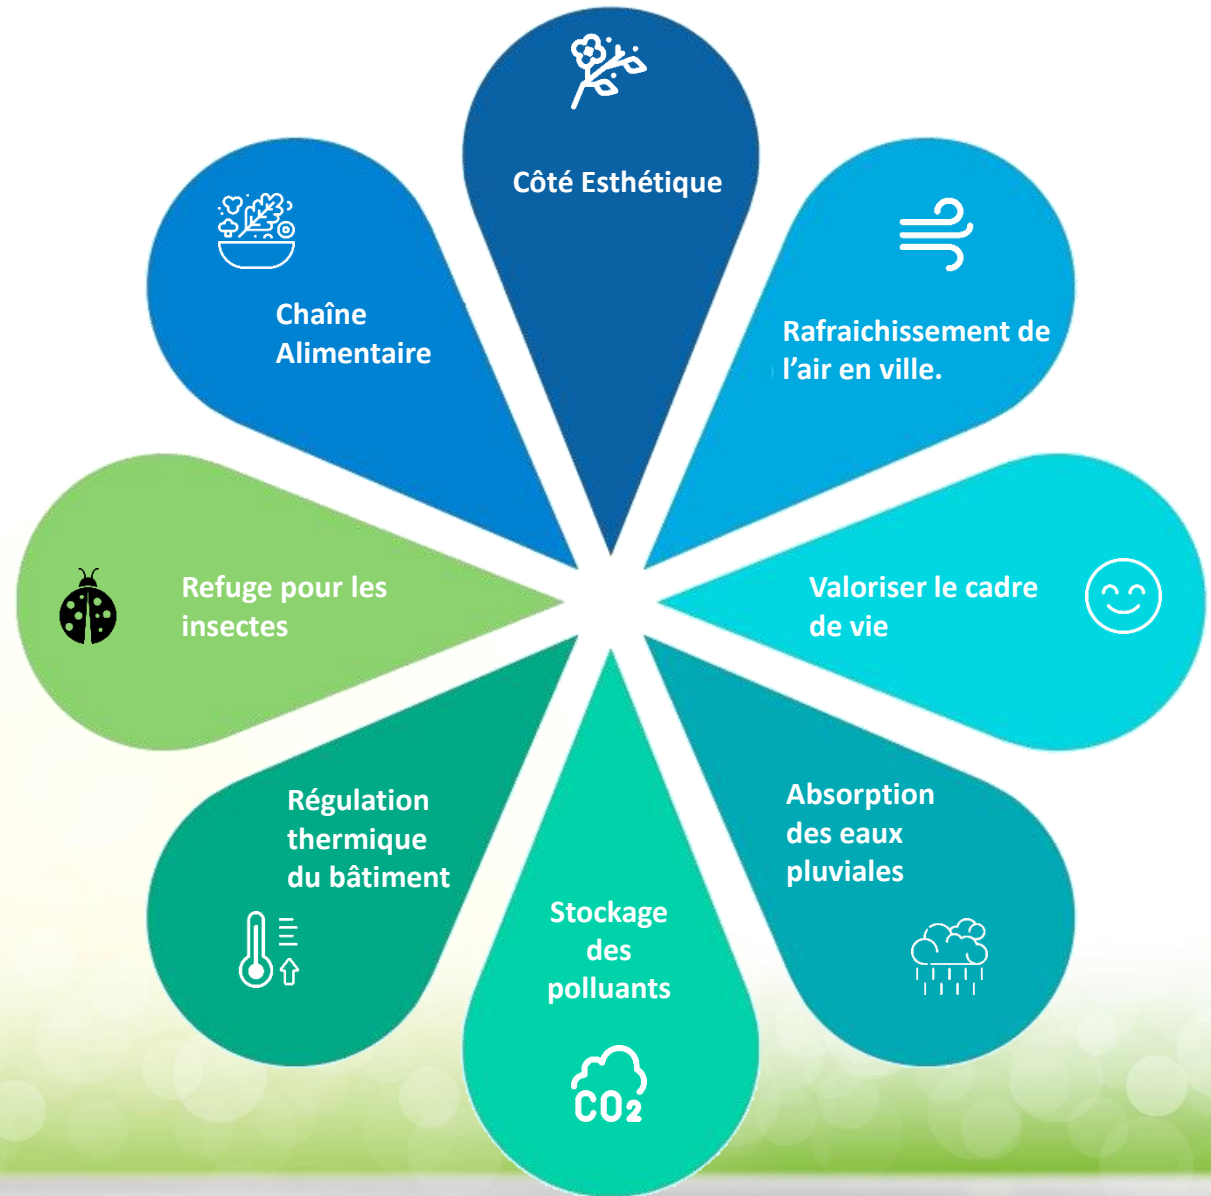 Côté Esthétique
Rafraichissement de
l’air en ville.
Valoriser le cadre
de vie
Absorption
des eaux
pluviales
Stockage
des
polluants
CO2
Régulation
thermique
du bâtiment
Refuge pour les
insectes
Chaîne
Alimentaire